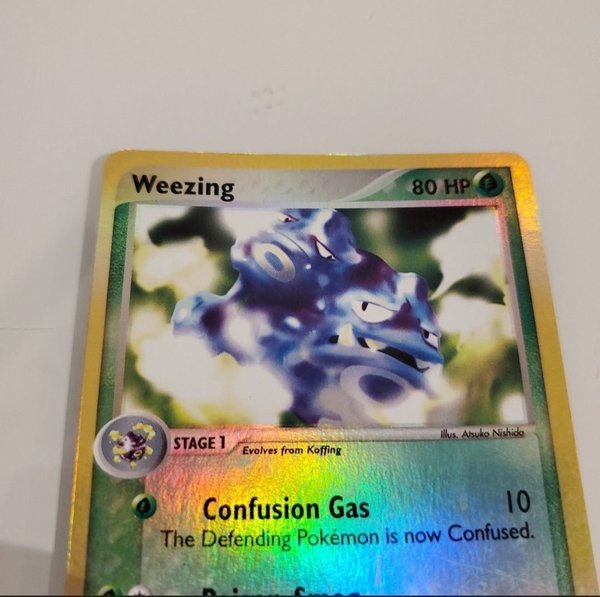 Weezing
80 HP
Illus. Atsuko Nishida
STAGE 1
Evolves from Koffing
Confusion Gas 10
The Defending Pokémon is now Confused.